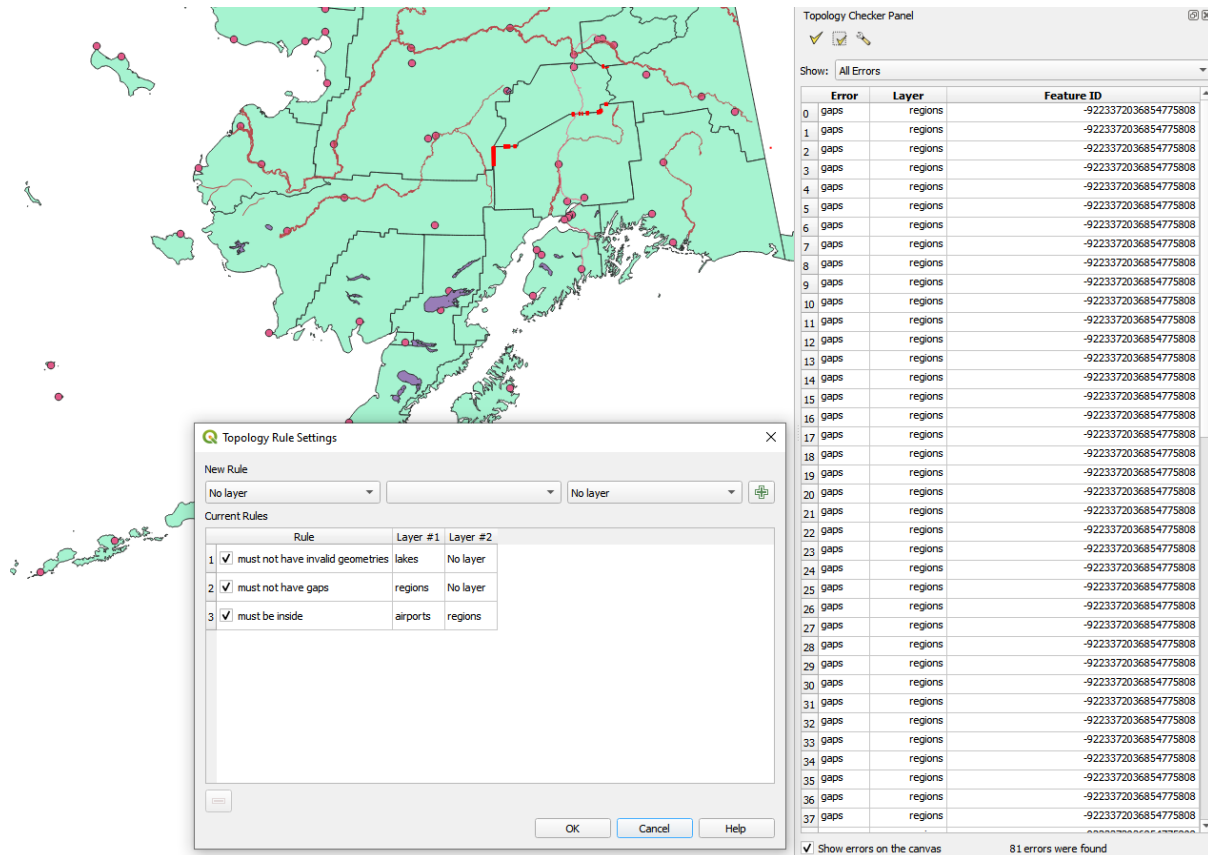 Topology Checker Panel
Show: All Errors
Error Layer Feature ID
0 gaps regions -9223372036854775808
1 gaps regions -9223372036854775808
2 gaps regions -9223372036854775808
3 gaps regions -9223372036854775808
4 gaps regions -9223372036854775808
5 gaps regions -9223372036854775808
6 gaps regions -9223372036854775808
7 gaps regions -9223372036854775808
8 gaps regions -9223372036854775808
9 gaps regions -9223372036854775808
10 gaps regions -9223372036854775808
11 gaps regions -9223372036854775808
12 gaps regions -9223372036854775808
13 gaps regions -9223372036854775808
14 gaps regions -9223372036854775808
15 gaps regions -9223372036854775808
16 gaps regions -9223372036854775808
17 gaps regions -9223372036854775808
18 gaps regions -9223372036854775808
19 gaps regions -9223372036854775808
20 gaps regions -9223372036854775808
21 gaps regions -9223372036854775808
22 gaps regions -9223372036854775808
23 gaps regions -9223372036854775808
24 gaps regions -9223372036854775808
25 gaps regions -9223372036854775808
26 gaps regions -9223372036854775808
27 gaps regions -9223372036854775808
28 gaps regions -9223372036854775808
29 gaps regions -9223372036854775808
30 gaps regions -9223372036854775808
31 gaps regions -9223372036854775808
32 gaps regions -9223372036854775808
33 gaps regions -9223372036854775808
34 gaps regions -9223372036854775808
35 gaps regions -9223372036854775808
36 gaps regions -9223372036854775808
37 gaps regions -9223372036854775808
Show errors on the canvas 81 errors were found
Topology Rule Settings
New Rule
No layer No layer
Current Rules
Rule Layer #1 Layer #2
1 must not have invalid geometries lakes No layer
2 must not have gaps regions No layer
3 must be inside airports regions
OK Cancel Help